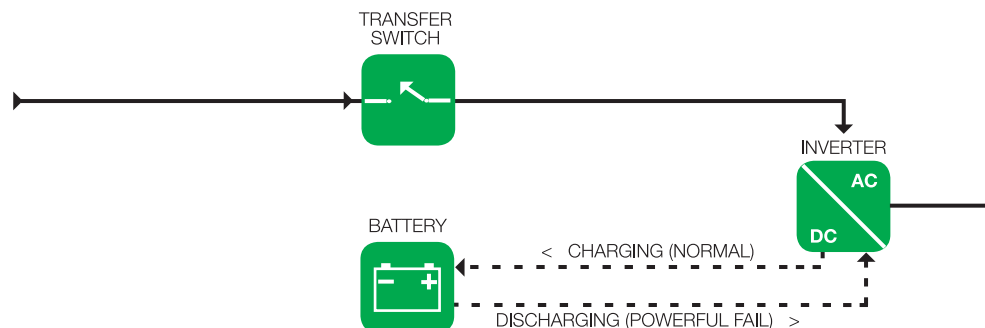 TRANSFER
SWITCH
INVERTER
AC
DC
BATTERY
< CHARGING (NORMAL)
DISCHARGING (POWERFUL FAIL) >